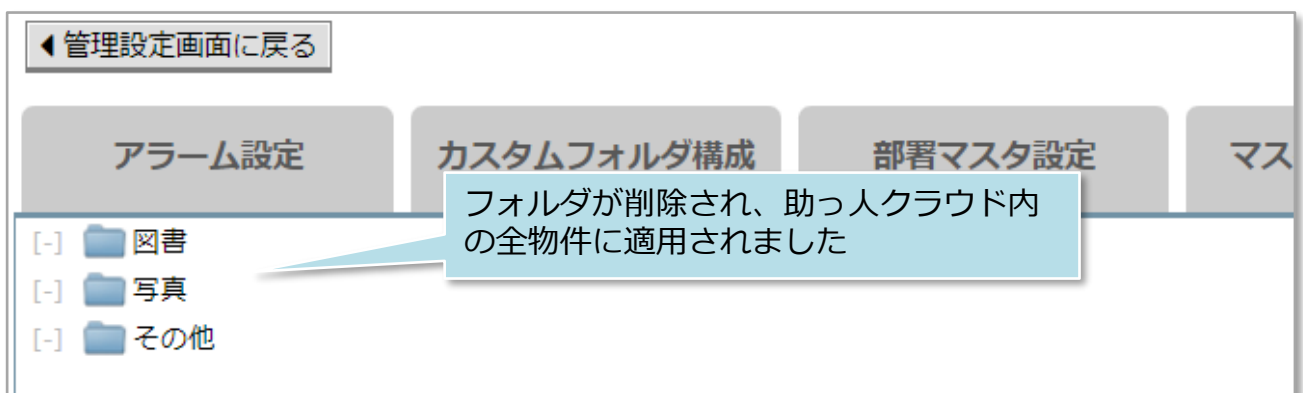 ◀管理設定画面に戻る
アラーム設定
カスタムフォルダ構成
部署マスタ設定
マス
フォルダが削除され、助っ人クラウド内
の全物件に適用されました
[-] 図書
[-] 写真
[-] その他